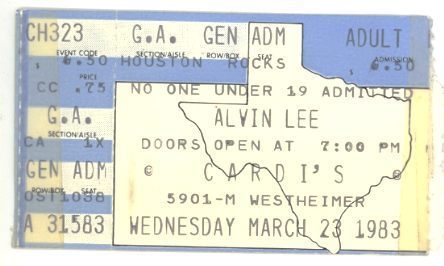 CH323 G.A. GEN ADM ADULT
EVENT CODE SECTION/AISLE ROW/BOX SEAT ADMISSION
$ 6.50 HOUSTON ROCKS 6.50
PRICE
CC .75 NO ONE UNDER 19 ADMITTED
G.A. ALVIN LEE
SECTION/AISLE
CA 1X DOORS OPEN AT 7:00 PM
GEN ADM @ CARDI'S @
ROW/BOX SEAT
OST1098 5901-M WESTHEIMER
A 31583 WEDNESDAY MARCH 23 1983